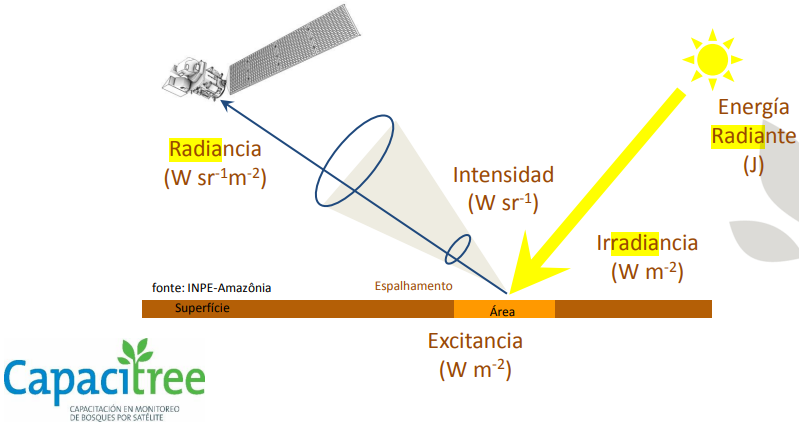 Energía
Radiante
(J)
Radiancia
(W sr-1m-2)
Intensidad
(W sr-1)
Irradiancia
(W m-2)
fonte: INPE-Amazônia
Espalhamento
Superfície
Área
Excitancia
(W m-2)
Capacitree
CAPACITACIÓN EN MONITOREO
DE BOSQUES POR SATÉLITE